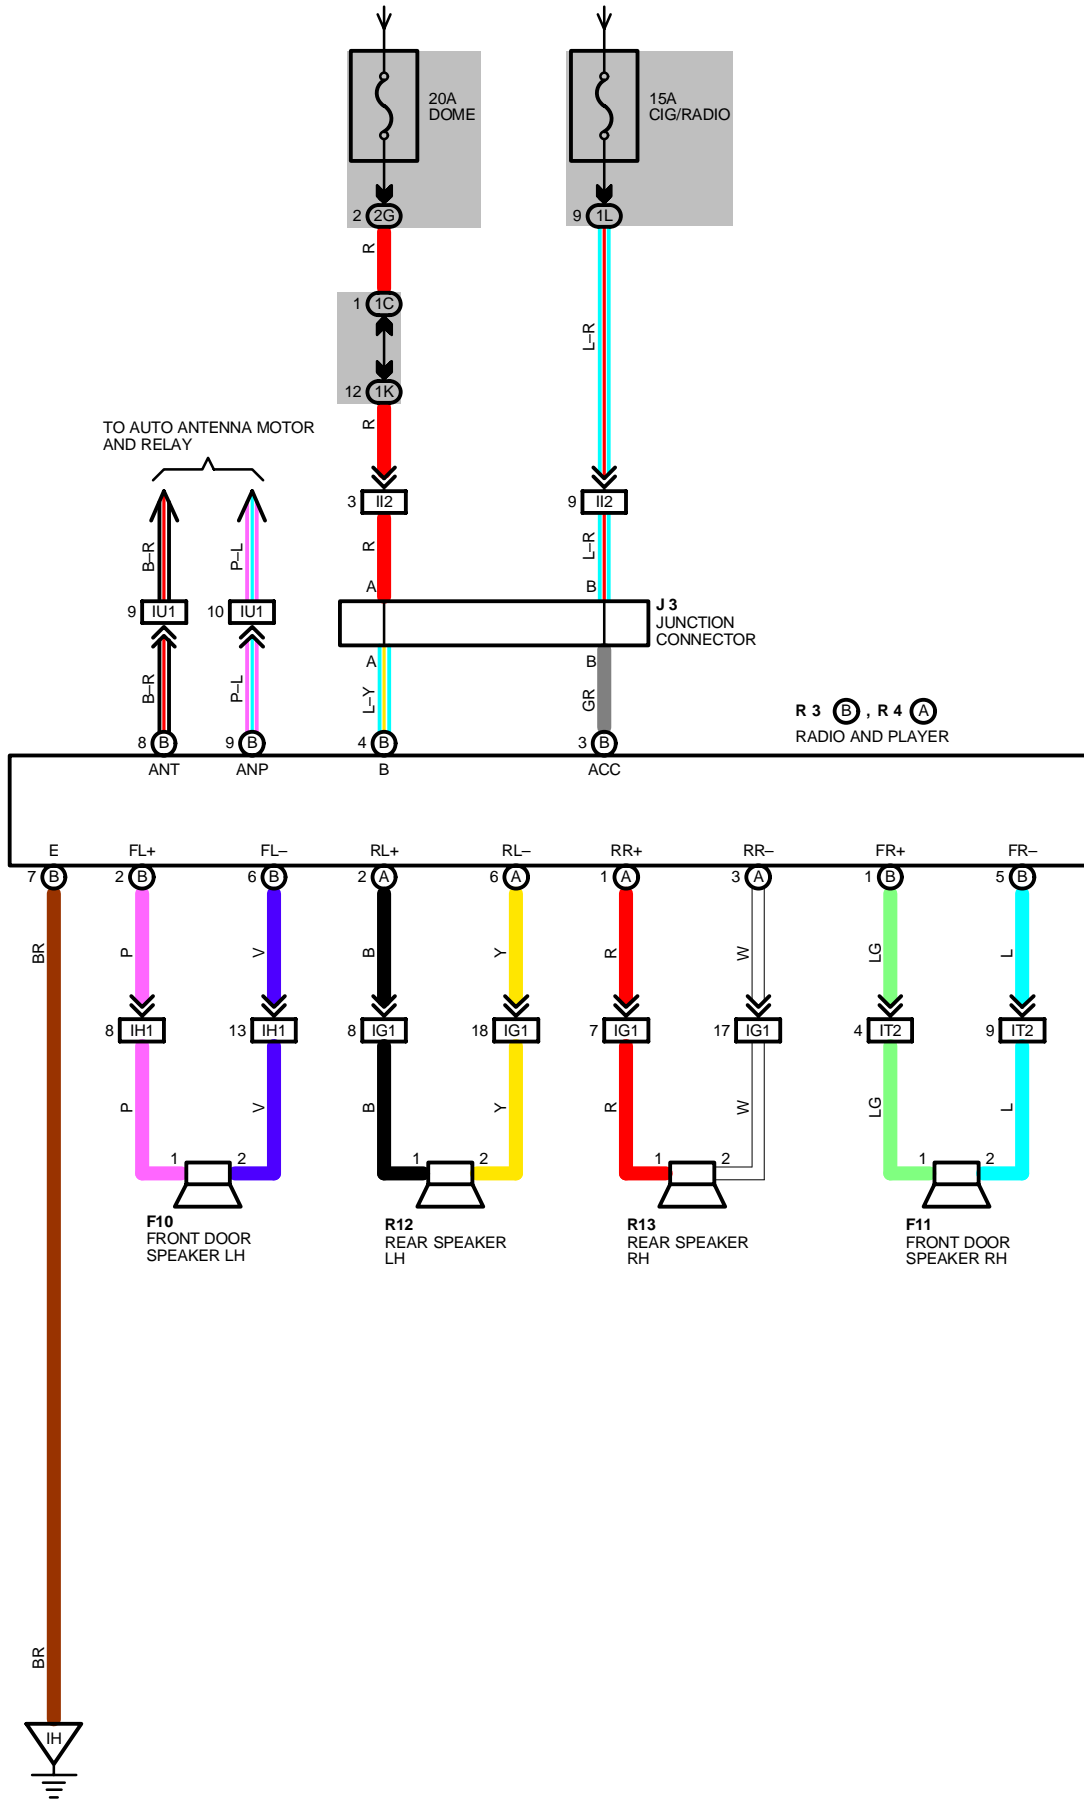 20A
DOME
15A
CIG/RADIO
2 2G
9 1L
R
1 1C
L–R
12 1K
R
TO AUTO ANTENNA MOTOR
AND RELAY
3 II2
9 II2
B–R
P–L
R
L–R
A
B
9 IU1
10 IU1
J 3
JUNCTION
CONNECTOR
A
B
B–R
P–L
L–Y
GR
R 3 B , R 4 A
RADIO AND PLAYER
8 B
9 B
4 B
3 B
ANT
ANP
B
ACC
E
FL+
FL–
RL+
RL–
RR+
RR–
FR+
FR–
7 B
2 B
6 B
2 A
6 A
1 A
3 A
1 B
5 B
BR
P
V
B
Y
R
W
LG
L
8 IH1
13 IH1
8 IG1
18 IG1
7 IG1
17 IG1
4 IT2
9 IT2
P
V
B
Y
R
W
LG
L
1
2
1
2
1
2
1
2
F10
FRONT DOOR
SPEAKER LH
R12
REAR SPEAKER
LH
R13
REAR SPEAKER
RH
F11
FRONT DOOR
SPEAKER RH
BR
IH